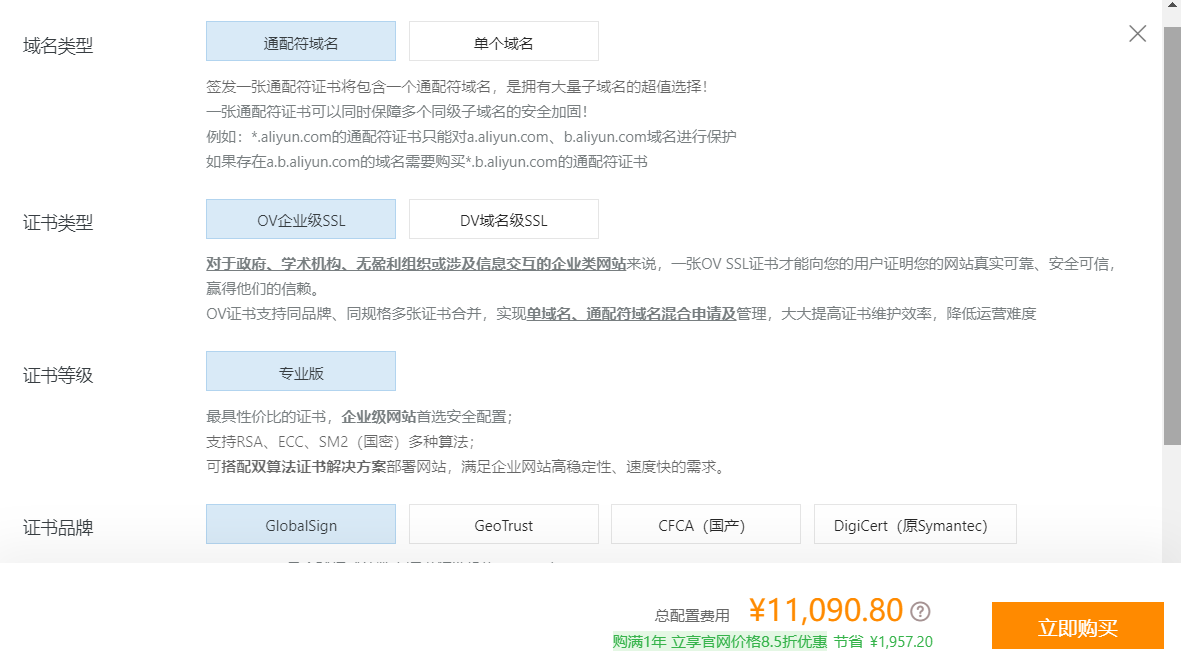 域名类型
通配符域名
单个域名
签发一张通配符证书将包含一个通配符域名，是拥有大量子域名的超值选择！
一张通配符证书可以同时保障多个同级子域名的安全加固！
例如：*.aliyun.com的通配符证书只能对a.aliyun.com、b.aliyun.com域名进行保护
如果存在a.b.aliyun.com的域名需要购买*.b.aliyun.com的通配符证书
证书类型
OV企业级SSL
DV域名级SSL
对于政府、学术机构、无盈利组织或涉及信息交互的企业类网站来说，一张OV SSL证书才能向您的用户证明您的网站真实可靠、安全可信，
赢得他们的信赖。
OV证书支持同品牌、同规格多张证书合并，实现单域名、通配符域名混合申请及管理，大大提高证书维护效率，降低运营难度
证书等级
专业版
最具性价比的证书，企业级网站首选安全配置；
支持RSA、ECC、SM2（国密）多种算法；
可搭配双算法证书解决方案部署网站，满足企业网站高稳定性、速度快的需求。
证书品牌
GlobalSign
GeoTrust
CFCA（国产）
DigiCert（原Symantec）
总配置费用 ¥11,090.80 ?
购满1年 立享官网价格8.5折优惠 节省 ¥1,957.20
立即购买